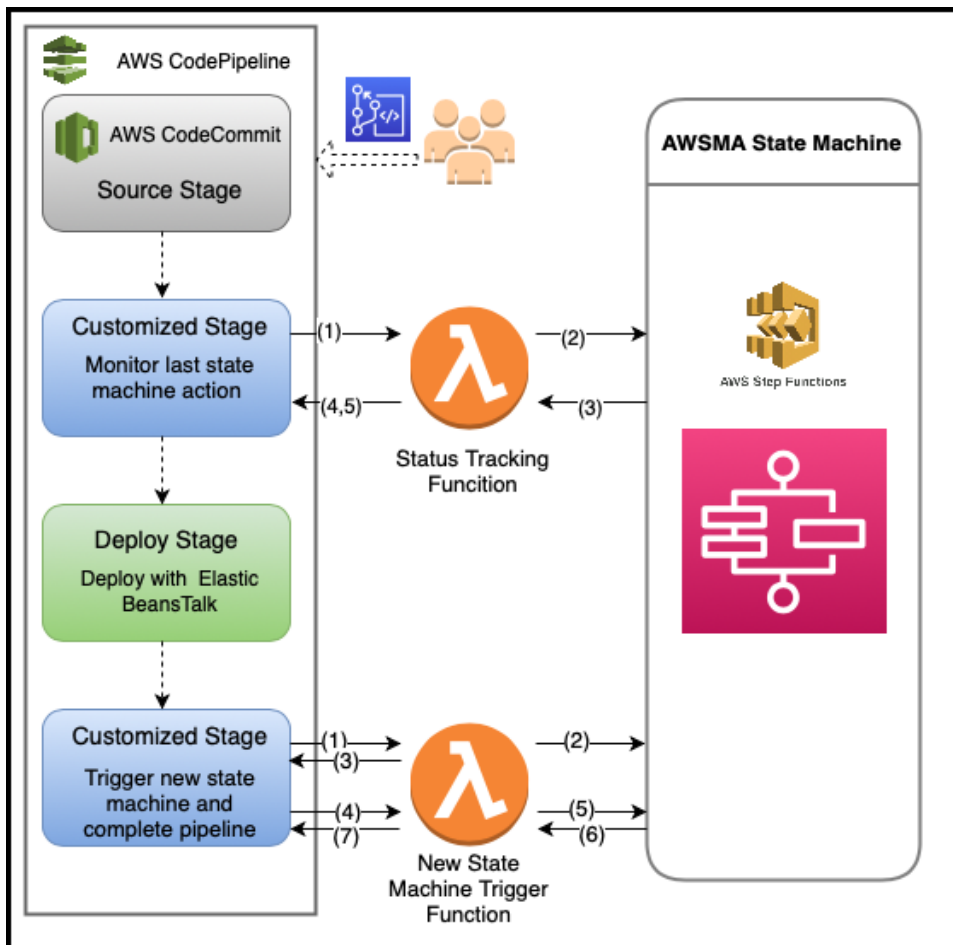 AWS CodePipeline
AWS CodeCommit
Source Stage
AWSMA State Machine
Customized Stage
Monitor last state
machine action
(1)
(2)
(4,5)
(3)
Status Tracking
Funcition
AWS Step Functions
Deploy Stage
Deploy with Elastic
BeansTalk
Customized Stage
Trigger new state
machine and
complete pipeline
(1)
(2)
(3)
(4)
(5)
(7)
(6)
New State
Machine Trigger
Function